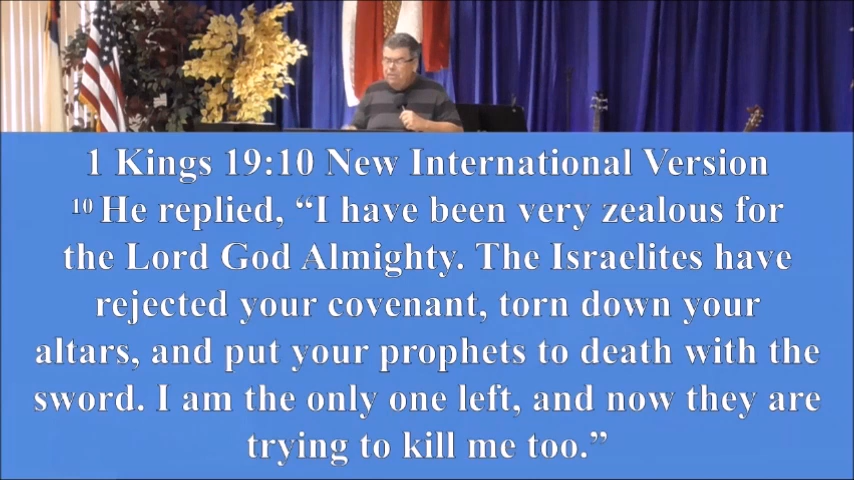 1 Kings 19:10 New International Version
10 He replied, “I have been very zealous for
the Lord God Almighty. The Israelites have
rejected your covenant, torn down your
altars, and put your prophets to death with the
sword. I am the only one left, and now they are
trying to kill me too.”